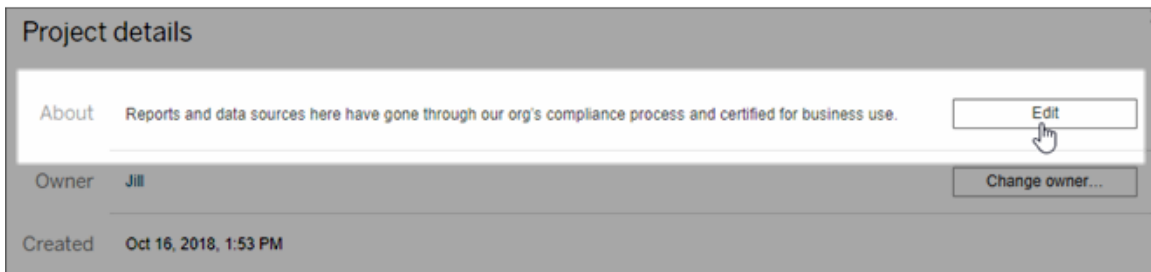 Project details
About Reports and data sources here have gone through our org's compliance process and certified for business use. Edit
Owner Jill Change owner...
Created Oct 16, 2018, 1:53 PM